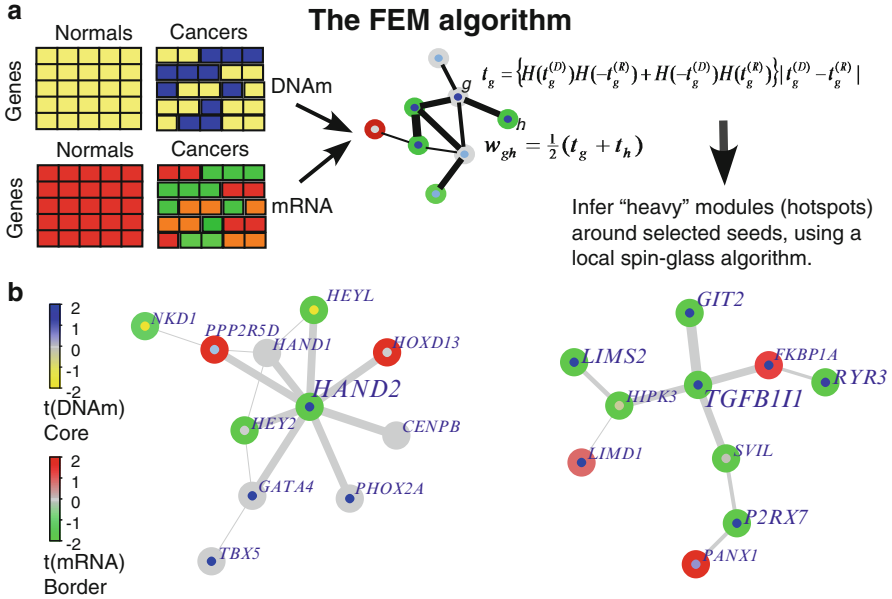 a
The FEM algorithm
Normals
Cancers
Genes
DNAm
Normals
Cancers
Genes
mRNA
g
h
t_g = {H(t_g^(D))H(-t_g^(R)) + H(-t_g^(D))H(t_g^(R))}|t_g^(D) - t_g^(R)|
w_gh = 1/2(t_g + t_h)
Infer “heavy” modules (hotspots)
around selected seeds, using a
local spin-glass algorithm.
b
2
1
0
-1
-2
t(DNAm)
Core
2
1
0
-1
-2
t(mRNA)
Border
NKD1
PPP2R5D
HAND1
HEYL
HOXD13
HAND2
HEY2
CENPB
GATA4
PHOX2A
TBX5
GIT2
LIMS2
FKBP1A
RYR3
HIPK3
TGFB1I1
LIMD1
SVIL
P2RX7
PANX1